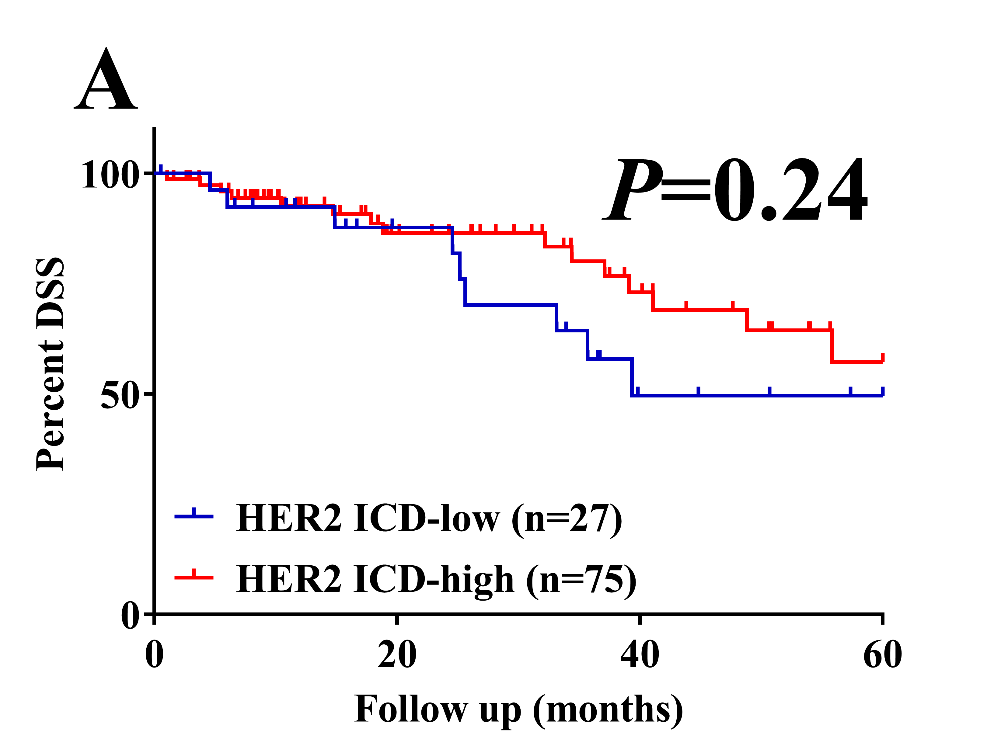 A
P=0.24
100
50
0
Percent DSS
HER2 ICD-low (n=27)
HER2 ICD-high (n=75)
0 20 40 60
Follow up (months)